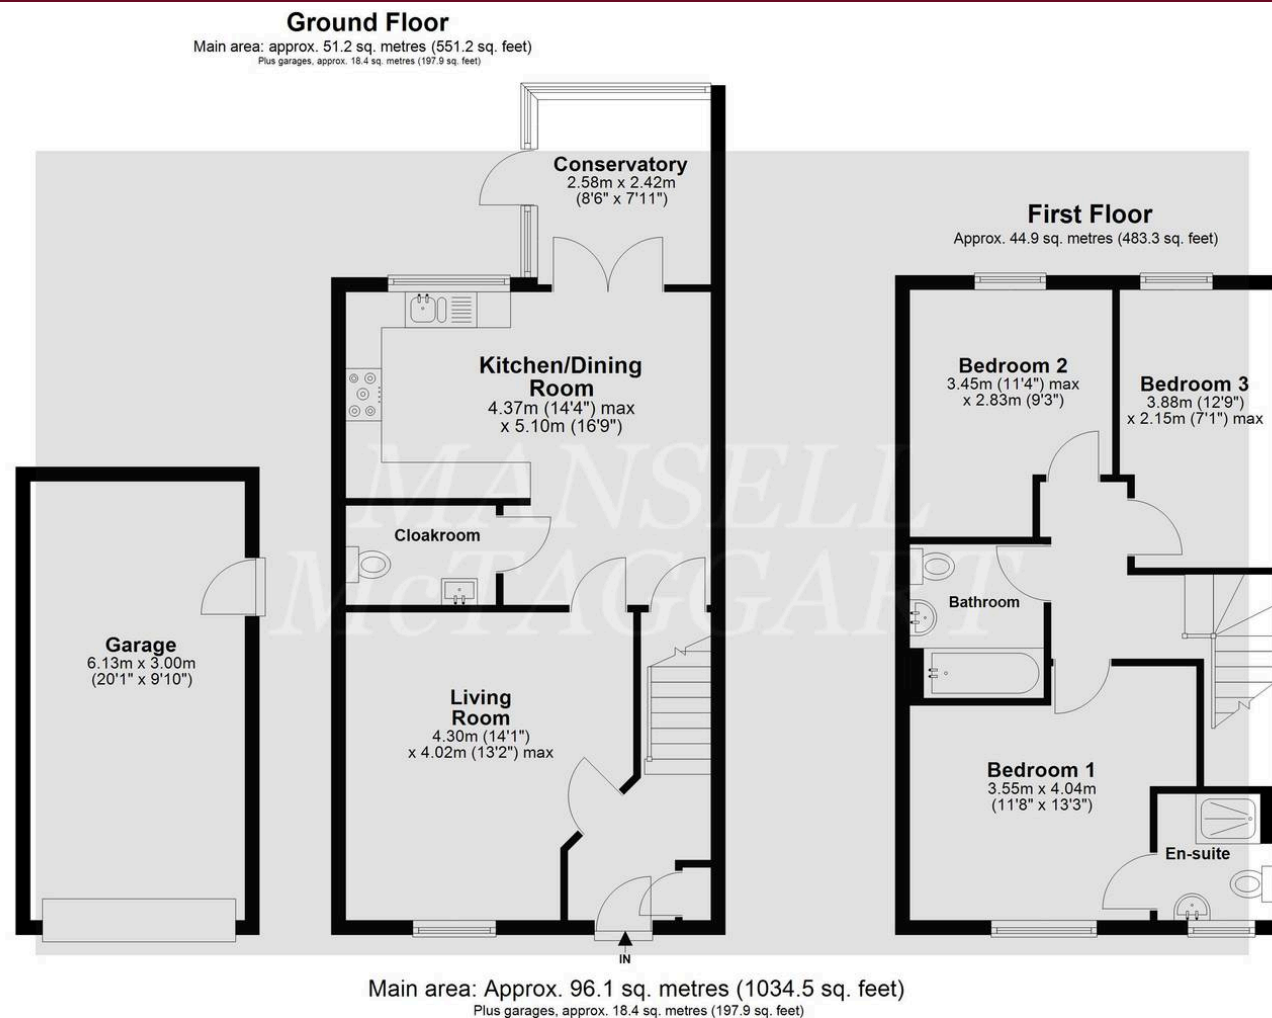 Ground Floor
Main area: approx. 51.2 sq. metres (551.2 sq. feet)
Plus garages, approx. 18.4 sq. metres (197.9 sq. feet)
Conservatory
2.58m x 2.42m
(8'6" x 7'11")
Kitchen/Dining
Room
4.37m (14'4") max
x 5.10m (16'9")
Cloakroom
Garage
6.13m x 3.00m
(20'1" x 9'10")
Living
Room
4.30m (14'1")
x 4.02m (13'2") max
IN
First Floor
Approx. 44.9 sq. metres (483.3 sq. feet)
Bedroom 2
3.45m (11'4") max
x 2.83m (9'3")
Bedroom 3
3.88m (12'9")
x 2.15m (7'1") max
Bathroom
Bedroom 1
3.55m x 4.04m
(11'8" x 13'3")
En-suite
MANSELL
McTAGGART
Main area: Approx. 96.1 sq. metres (1034.5 sq. feet)
Plus garages, approx. 18.4 sq. metres (197.9 sq. feet)